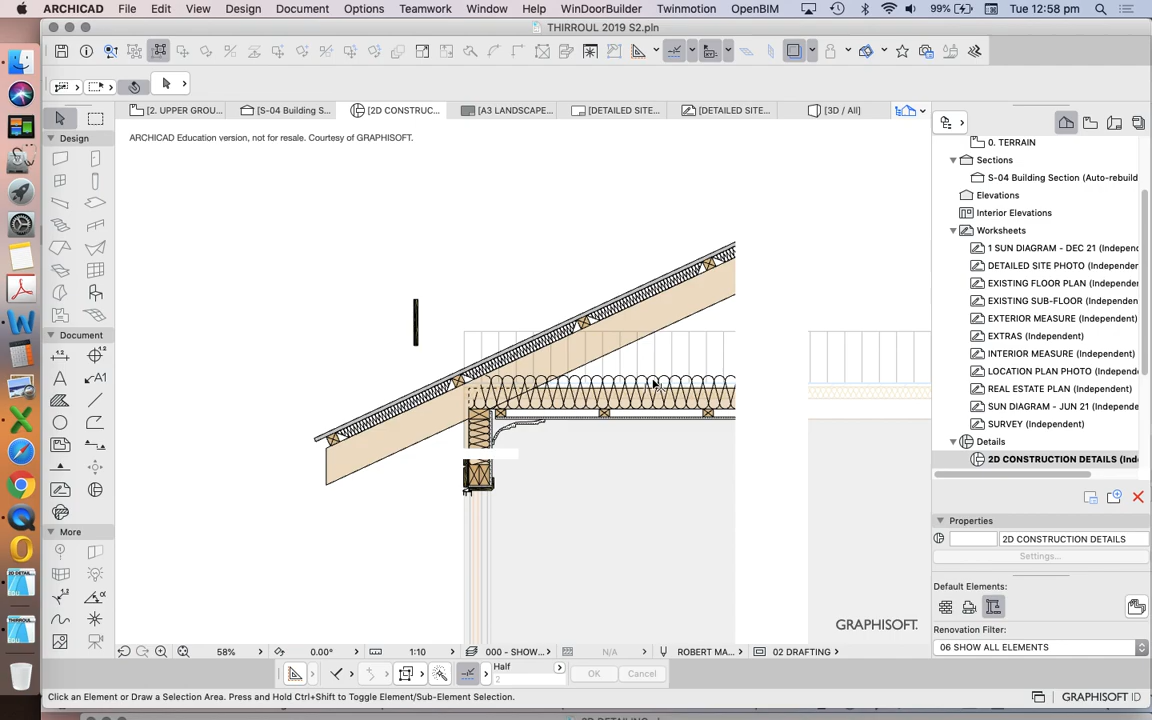 ARCHICAD File Edit View Design Document Options Teamwork Window Help WinDoorBuilder Twinmotion OpenBIM 99% Tue 12:58 pm
THIRROUL 2019 S2.pln
[2. UPPER GROU...
[S-04 Building S...
[2D CONSTRUC...
[A3 LANDSCAPE...
[DETAILED SITE...
[DETAILED SITE...
[3D / All]
ARCHICAD Education version, not for resale. Courtesy of GRAPHISOFT.
Design
Document
More
0. TERRAIN
Sections
S-04 Building Section (Auto-rebuild
Elevations
Interior Elevations
Worksheets
1 SUN DIAGRAM - DEC 21 (Independ
DETAILED SITE PHOTO (Independer
EXISTING FLOOR PLAN (Independ
EXISTING SUB-FLOOR (Independ
EXTERIOR MEASURE (Independent
EXTRAS (Independent)
INTERIOR MEASURE (Independent)
LOCATION PLAN PHOTO (Independ
REAL ESTATE PLAN (Independent)
SUN DIAGRAM - JUN 21 (Independer
SURVEY (Independent)
Details
2D CONSTRUCTION DETAILS (Ind
Properties
2D CONSTRUCTION DETAILS
Settings...
Default Elements:
Renovation Filter:
06 SHOW ALL ELEMENTS
GRAPHISOFT.
58%
0.00°
1:10
000 - SHOW...
N/A
ROBERT MA...
02 DRAFTING
Half
2
OK
Cancel
Click an Element or Draw a Selection Area. Press and Hold Ctrl+Shift to Toggle Element/Sub-Element Selection.
GRAPHISOFT ID